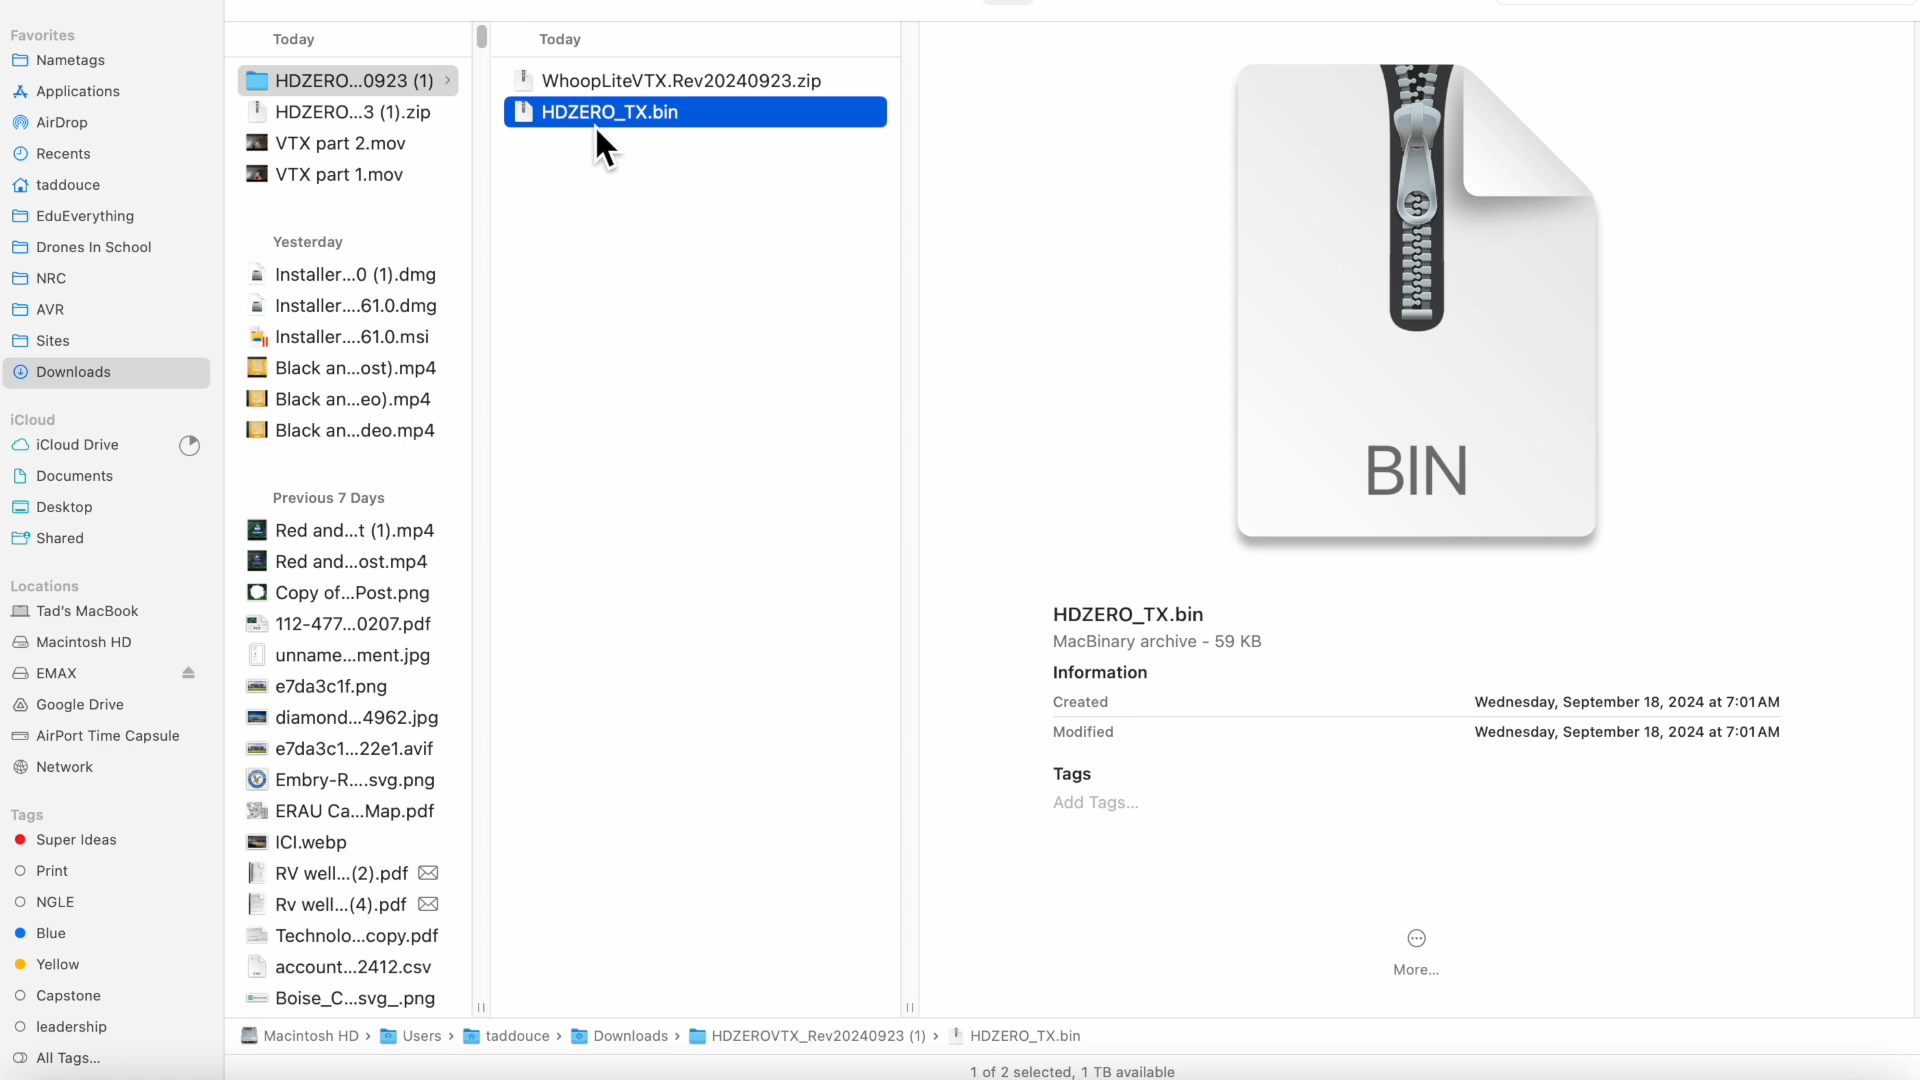 Favorites
Nametags
Applications
AirDrop
Recents
taddouce
EduEverything
Drones In School
NRC
AVR
Sites
Downloads
iCloud
iCloud Drive
Documents
Desktop
Shared
Locations
Tad's MacBook
Macintosh HD
EMAX
Google Drive
AirPort Time Capsule
Network
Tags
Super Ideas
Print
NGLE
Blue
Yellow
Capstone
leadership
All Tags...
Today
HDZERO...0923 (1)
HDZERO...3 (1).zip
VTX part 2.mov
VTX part 1.mov
Yesterday
Installer...0 (1).dmg
Installer....61.0.dmg
Installer....61.0.msi
Black an...ost).mp4
Black an...eo).mp4
Black an...deo.mp4
Previous 7 Days
Red and...t (1).mp4
Red and...ost.mp4
Copy of...Post.png
112-477...0207.pdf
unname...ment.jpg
e7da3c1f.png
diamond...4962.jpg
e7da3c1...22e1.avif
Embry-R....svg.png
ERAU Ca...Map.pdf
ICI.webp
RV well...(2).pdf
Rv well...(4).pdf
Technolo...copy.pdf
account...2412.csv
Boise_C...svg_.png
Today
WhoopLiteVTX.Rev20240923.zip
HDZERO_TX.bin
BIN
HDZERO_TX.bin
MacBinary archive - 59 KB
Information
Created Wednesday, September 18, 2024 at 7:01 AM
Modified Wednesday, September 18, 2024 at 7:01 AM
Tags
Add Tags...
More...
Macintosh HD › Users › taddouce › Downloads › HDZEROVTX_Rev20240923 (1) › HDZERO_TX.bin
1 of 2 selected, 1 TB available